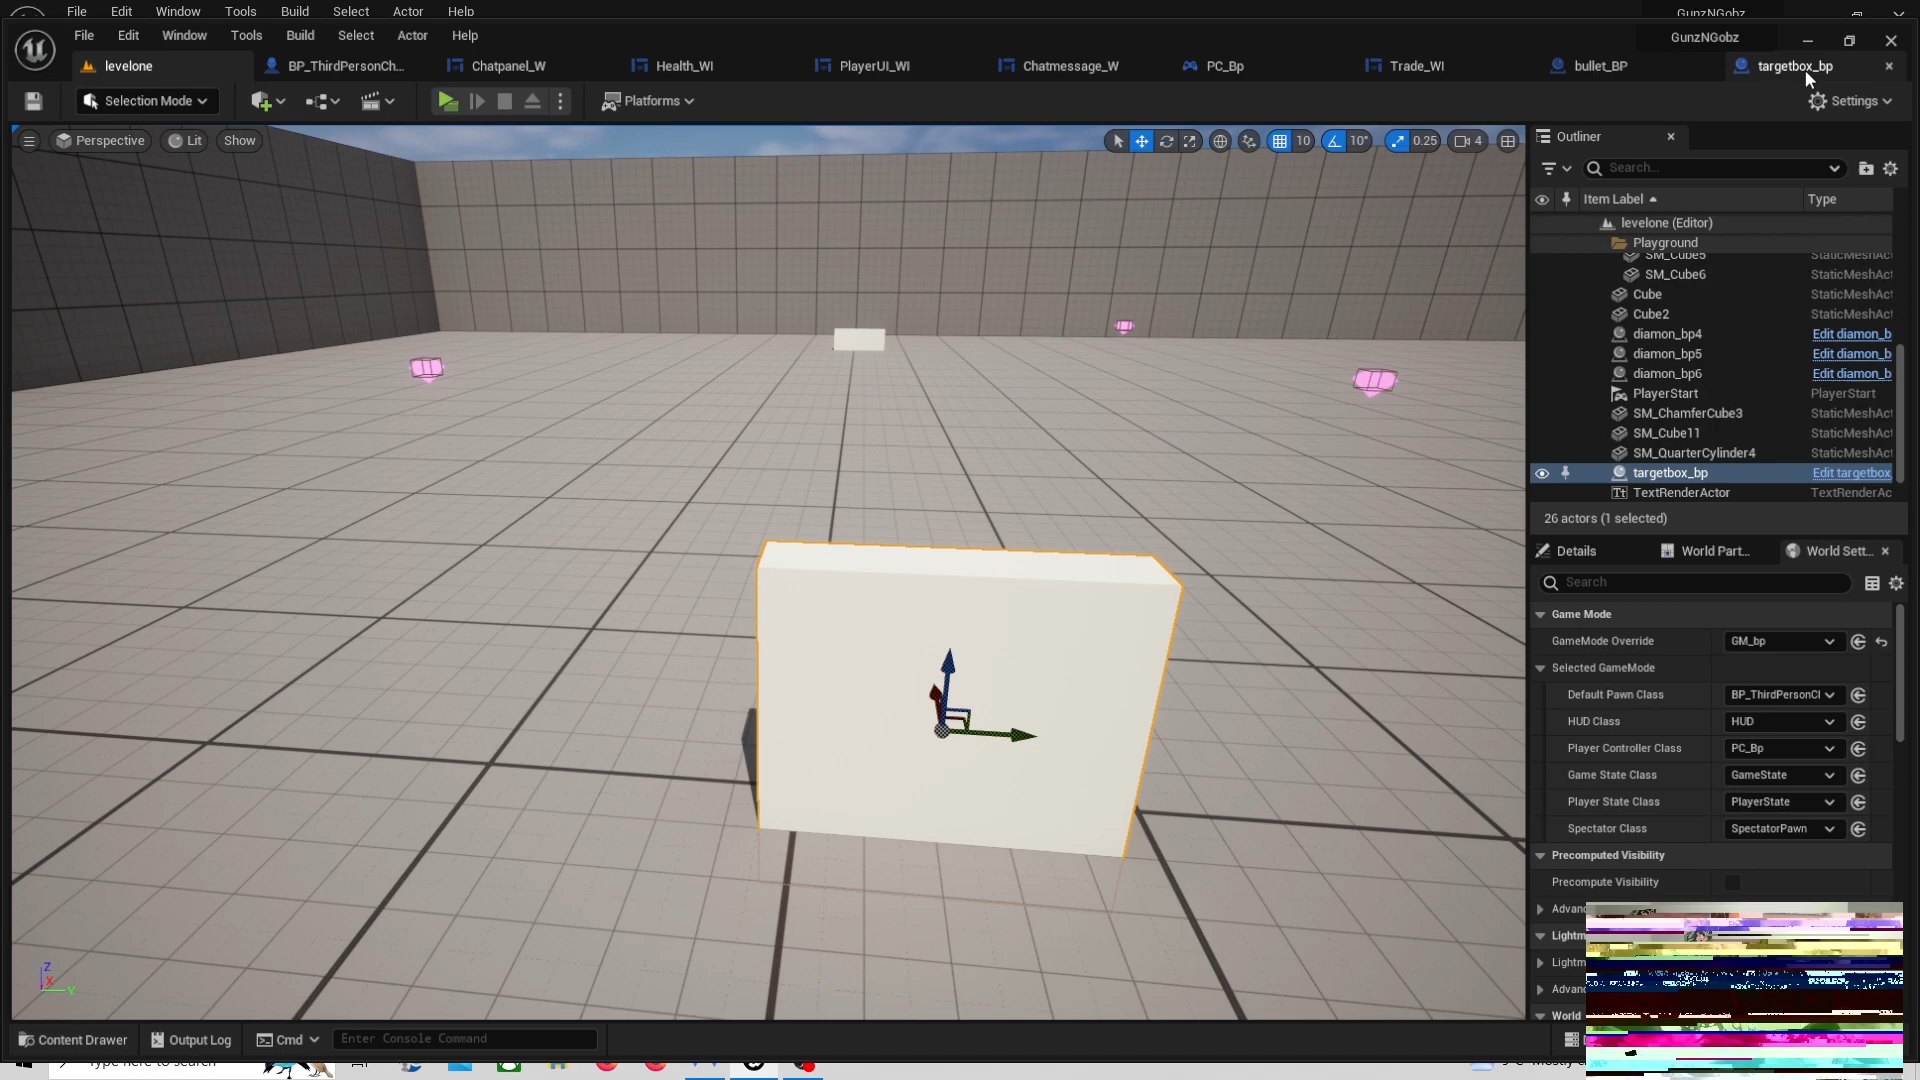 File Edit Window Tools Build Select Actor Help GunzNGobz
File Edit Window Tools Build Select Actor Help GunzNGobz
levelone BP_ThirdPersonCh... Chatpanel_W Health_WI PlayerUI_WI Chatmessage_W PC_Bp Trade_WI bullet_BP targetbox_bp
Selection Mode Platforms Settings
Perspective Lit Show 10 10° 0.25 4
Outliner
Search...
Item Label Type
levelone (Editor)
Playground
SM_Cube5 StaticMeshAct
SM_Cube6 StaticMeshAct
Cube StaticMeshAct
Cube2 StaticMeshAct
diamon_bp4 Edit diamon_b
diamon_bp5 Edit diamon_b
diamon_bp6 Edit diamon_b
PlayerStart PlayerStart
SM_ChamferCube3 StaticMeshAct
SM_Cube11 StaticMeshAct
SM_QuarterCylinder4 StaticMeshAct
targetbox_bp Edit targetbox
TextRenderActor TextRenderAc
26 actors (1 selected)
Details World Part... World Sett...
Search
Game Mode
GameMode Override GM_bp
Selected GameMode
Default Pawn Class BP_ThirdPersonCl
HUD Class HUD
Player Controller Class PC_Bp
Game State Class GameState
Player State Class PlayerState
Spectator Class SpectatorPawn
Precomputed Visibility
Precompute Visibility
Advan
Lightm
Lightm
Advan
World
Z
X
Y
Content Drawer Output Log Cmd Enter Console Command
Type here to search